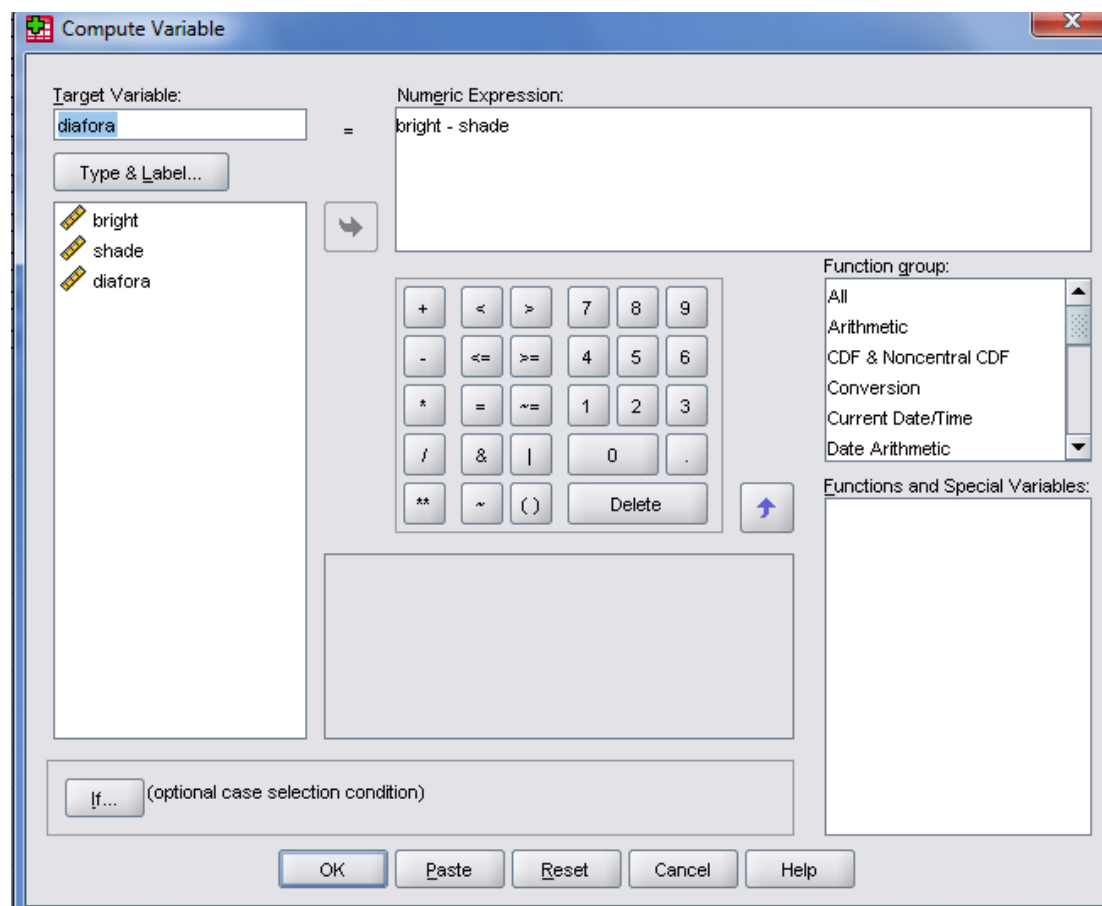 Compute Variable
x
Target Variable:
diafora
=
Numeric Expression:
bright - shade
Type & Label...
bright
shade
diafora
+ < > 7 8 9
- <= >= 4 5 6
* = ~= 1 2 3
/ & | 0 .
** ~ ( ) Delete
Function group:
All
Arithmetic
CDF & Noncentral CDF
Conversion
Current Date/Time
Date Arithmetic
Functions and Special Variables:
If... (optional case selection condition)
OK Paste Reset Cancel Help